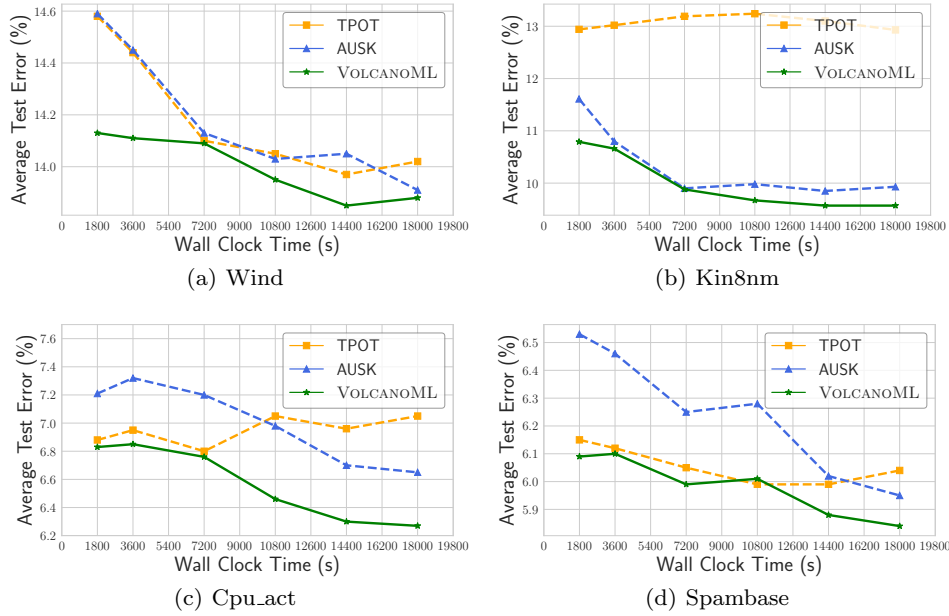 14.6
14.4
14.2
14.0
Average Test Error (%)
TPOT
AUSK
VOLCANOML
0 1800 3600 5400 7200 9000 10800 12600 14400 16200 18000 19800
Wall Clock Time (s)
(a) Wind
13
12
11
10
Average Test Error (%)
TPOT
AUSK
VOLCANOML
0 1800 3600 5400 7200 9000 10800 12600 14400 16200 18000 19800
Wall Clock Time (s)
(b) Kin8nm
7.6
7.4
7.2
7.0
6.8
6.6
6.4
6.2
Average Test Error (%)
TPOT
AUSK
VOLCANOML
0 1800 3600 5400 7200 9000 10800 12600 14400 16200 18000 19800
Wall Clock Time (s)
(c) Cpu_act
6.5
6.4
6.3
6.2
6.1
6.0
5.9
Average Test Error (%)
TPOT
AUSK
VOLCANOML
0 1800 3600 5400 7200 9000 10800 12600 14400 16200 18000 19800
Wall Clock Time (s)
(d) Spambase